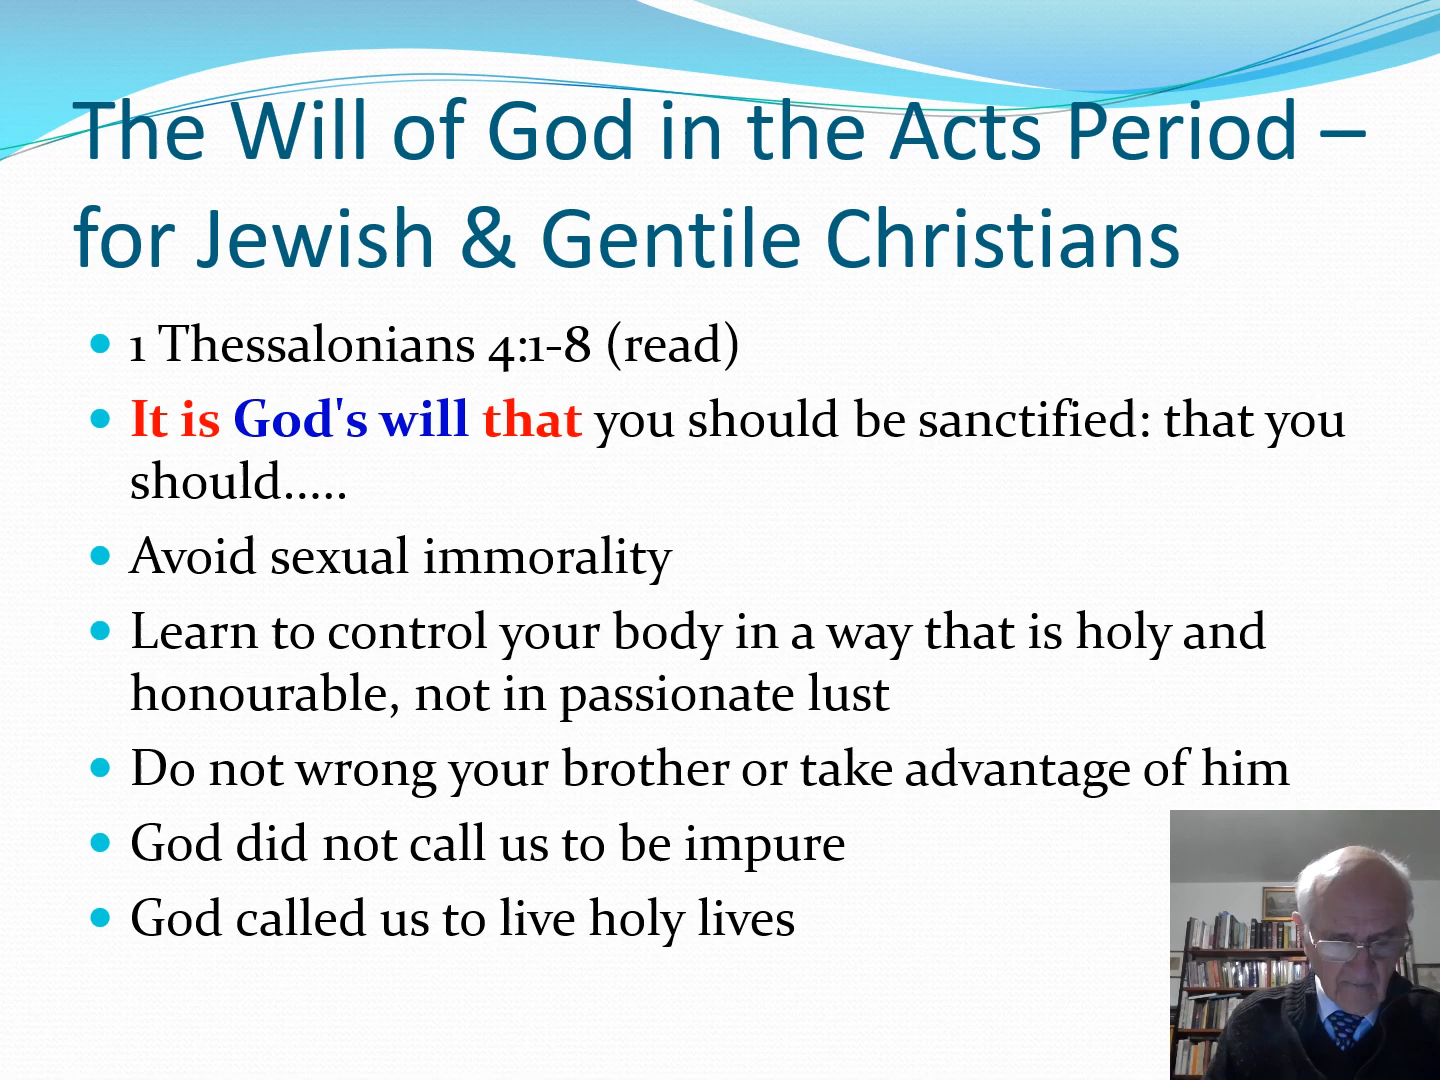 The Will of God in the Acts Period –
for Jewish & Gentile Christians
• 1 Thessalonians 4:1-8 (read)
• It is God's will that you should be sanctified: that you
should.....
• Avoid sexual immorality
• Learn to control your body in a way that is holy and
honourable, not in passionate lust
• Do not wrong your brother or take advantage of him
• God did not call us to be impure
• God called us to live holy lives